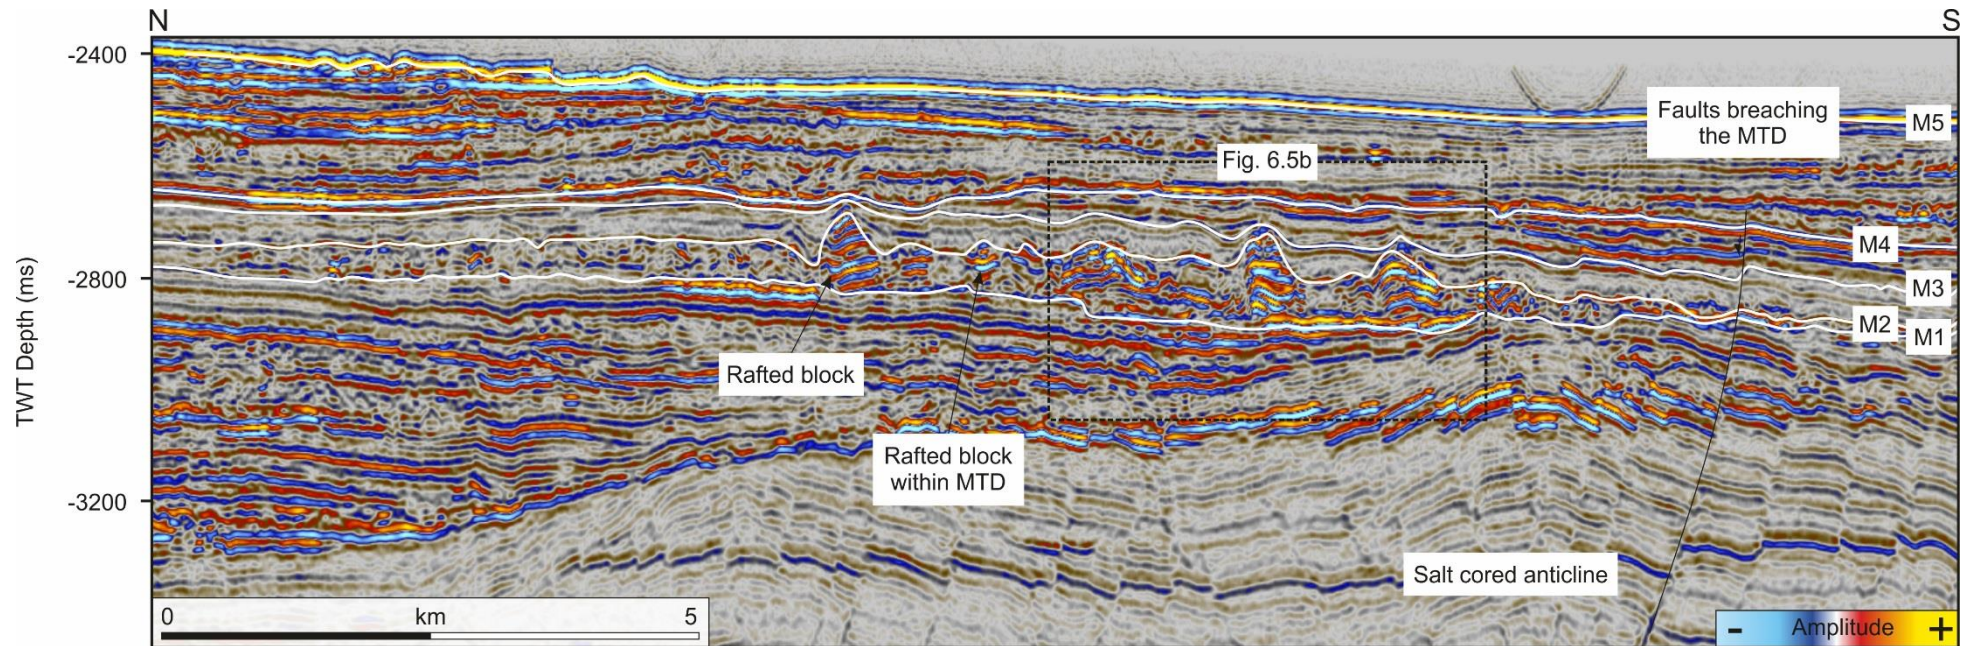 N
S
-2400
Faults breaching
the MTD
M5
Fig. 6.5b
M4
-2800
M3
M2
M1
TWT Depth (ms)
Rafted block
Rafted block
within MTD
-3200
Salt cored anticline
0 km 5
- Amplitude +